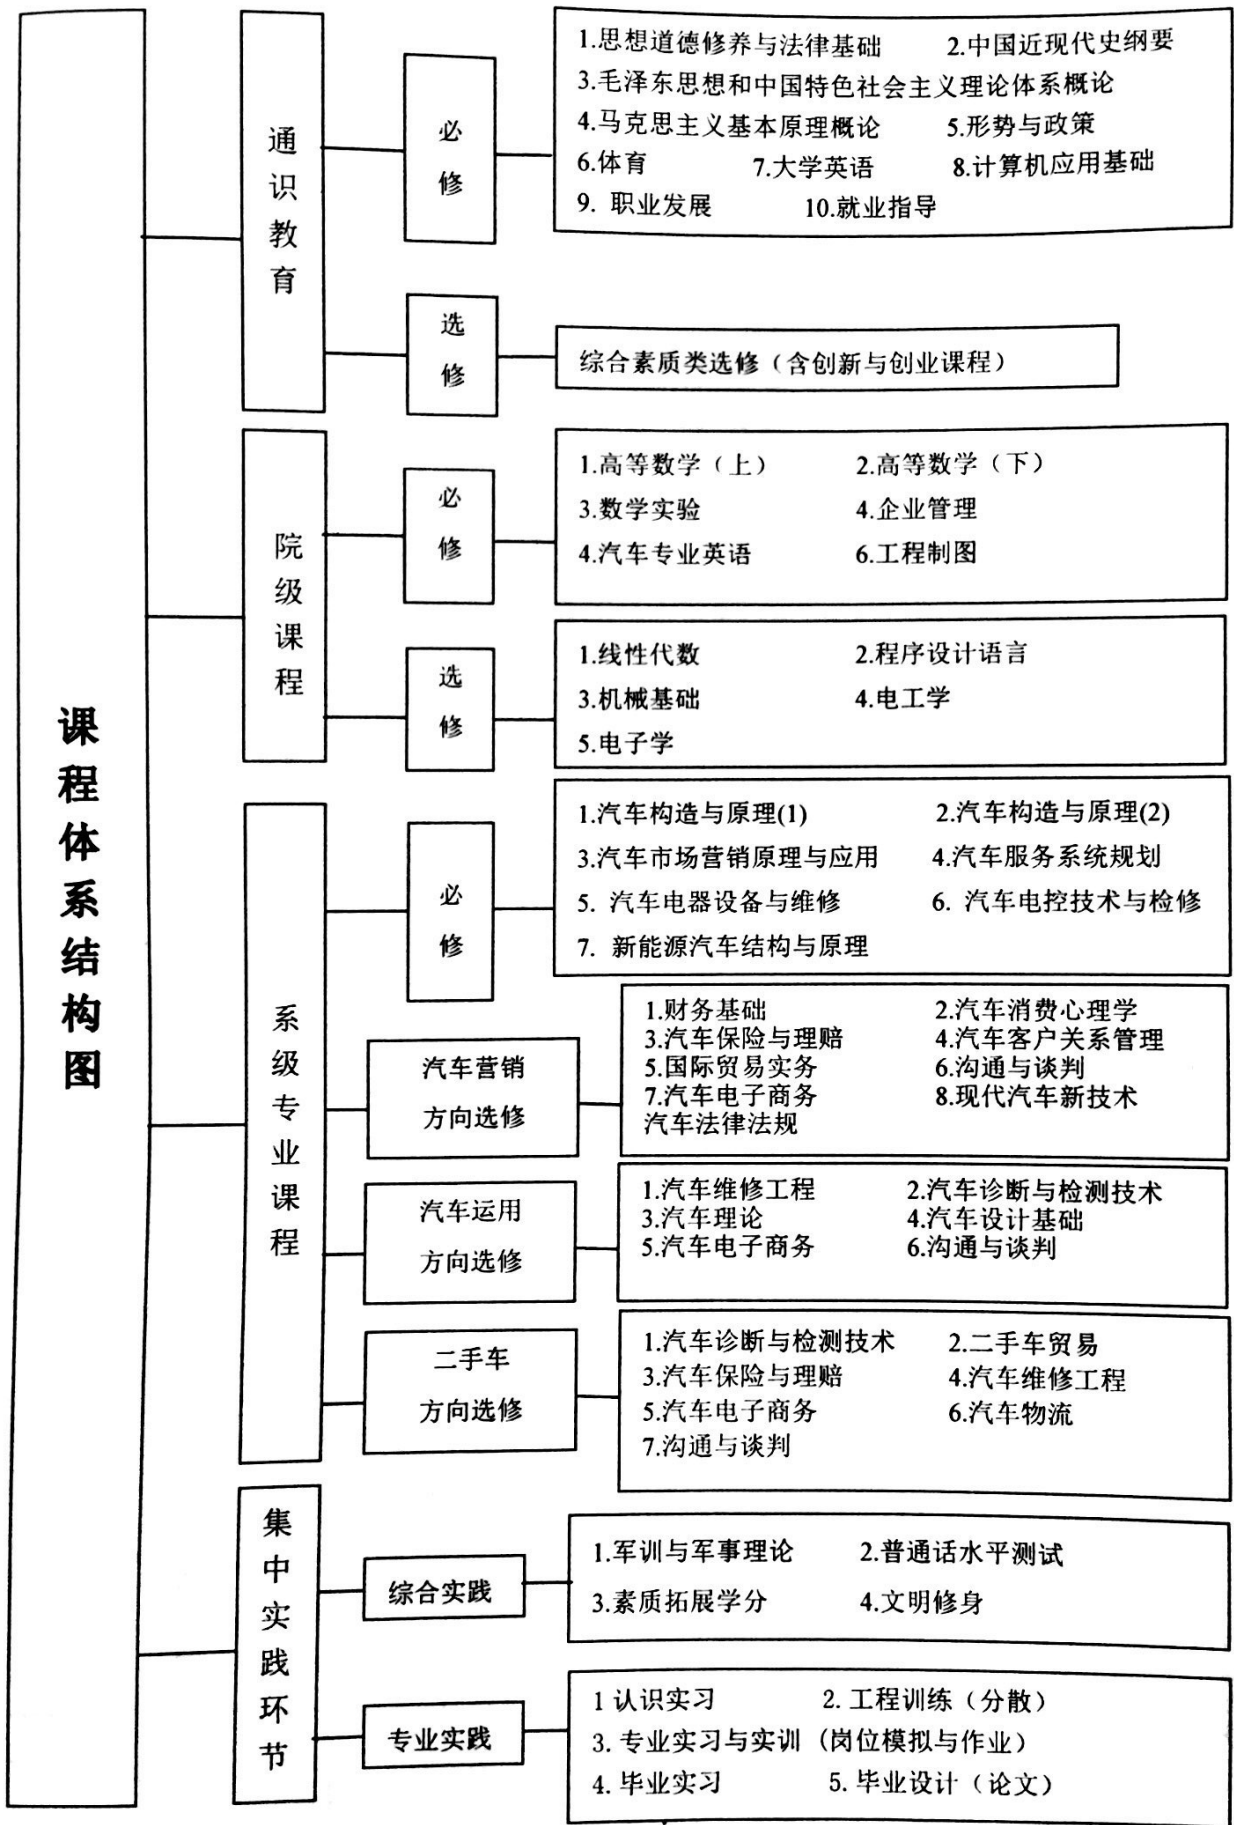 课程体系结构图
通识教育
必修
1.思想道德修养与法律基础 2.中国近现代史纲要
3.毛泽东思想和中国特色社会主义理论体系概论
4.马克思主义基本原理概论 5.形势与政策
6.体育 7.大学英语 8.计算机应用基础
9. 职业发展 10.就业指导
选修
综合素质类选修（含创新与创业课程）
院级课程
必修
1.高等数学（上） 2.高等数学（下）
3.数学实验 4.企业管理
4.汽车专业英语 6.工程制图
选修
1.线性代数 2.程序设计语言
3.机械基础 4.电工学
5.电子学
系级专业课程
必修
1.汽车构造与原理(1) 2.汽车构造与原理(2)
3.汽车市场营销原理与应用 4.汽车服务系统规划
5. 汽车电器设备与维修 6. 汽车电控技术与检修
7. 新能源汽车结构与原理
汽车营销
方向选修
1.财务基础 2.汽车消费心理学
3.汽车保险与理赔 4.汽车客户关系管理
5.国际贸易实务 6.沟通与谈判
7.汽车电子商务 8.现代汽车新技术
汽车法律法规
汽车运用
方向选修
1.汽车维修工程 2.汽车诊断与检测技术
3.汽车理论 4.汽车设计基础
5.汽车电子商务 6.沟通与谈判
二手车
方向选修
1.汽车诊断与检测技术 2.二手车贸易
3.汽车保险与理赔 4.汽车维修工程
5.汽车电子商务 6.汽车物流
7.沟通与谈判
集中实践环节
综合实践
1.军训与军事理论 2.普通话水平测试
3.素质拓展学分 4.文明修身
专业实践
1 认识实习 2. 工程训练（分散）
3. 专业实习与实训（岗位模拟与作业）
4. 毕业实习 5. 毕业设计（论文）